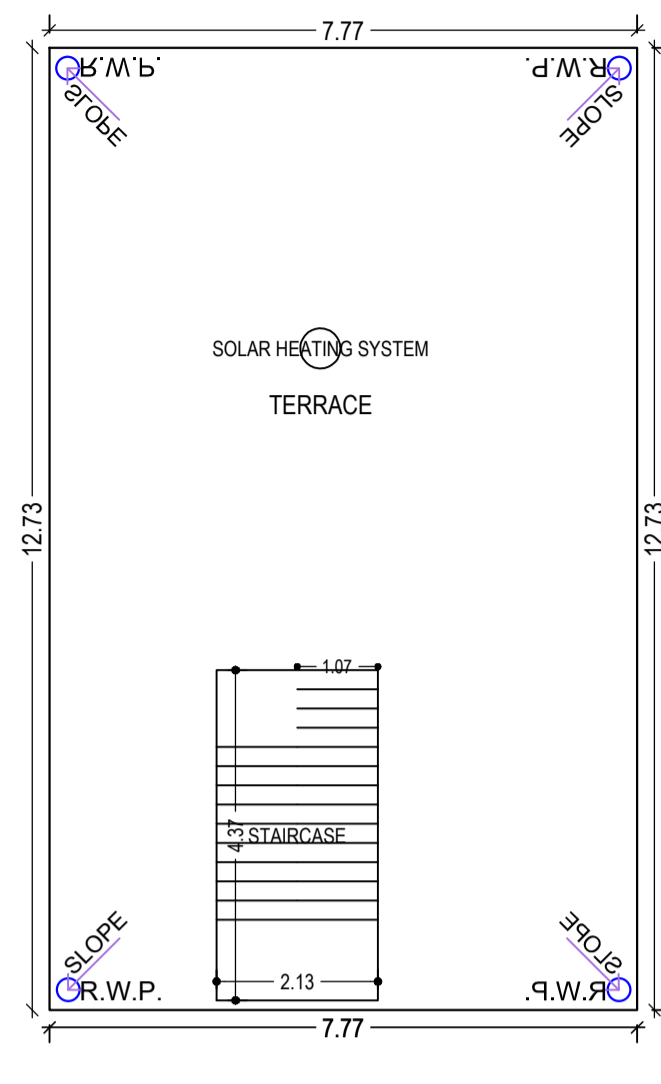 7.77
R.W.P. R.W.P.
SLOPE SLOPE
SOLAR HEATING SYSTEM
TERRACE
12.73 12.73
1.07
4.37 STAIRCASE
SLOPE SLOPE
2.13
R.W.P. R.W.P.
7.77